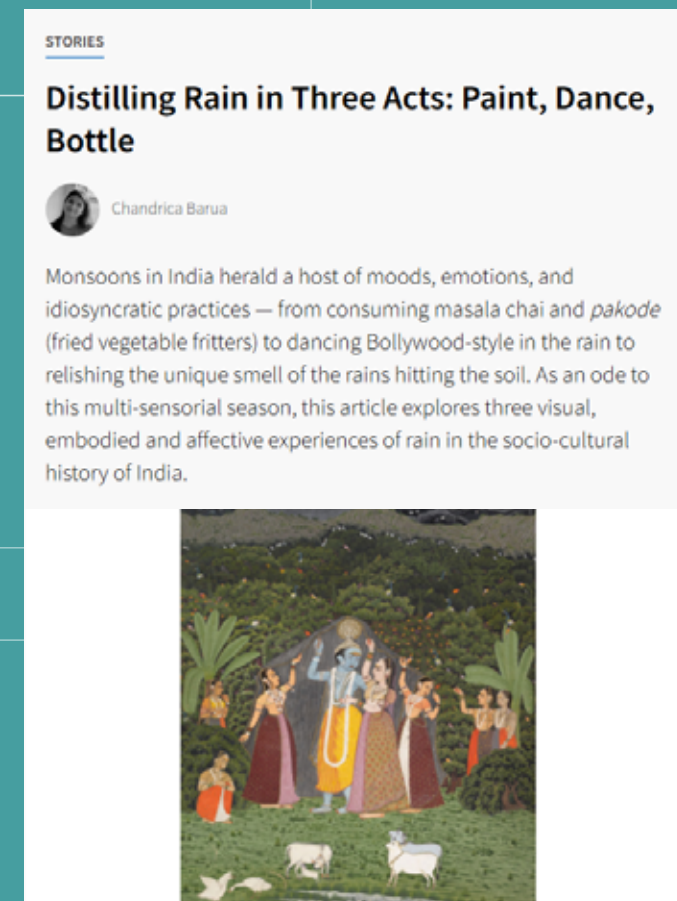 STORIES
Distilling Rain in Three Acts: Paint, Dance,
Bottle
Chandrica Barua
Monsoons in India herald a host of moods, emotions, and
idiosyncratic practices — from consuming masala chai and pakode
(fried vegetable fritters) to dancing Bollywood-style in the rain to
relishing the unique smell of the rains hitting the soil. As an ode to
this multi-sensorial season, this article explores three visual,
embodied and affective experiences of rain in the socio-cultural
history of India.